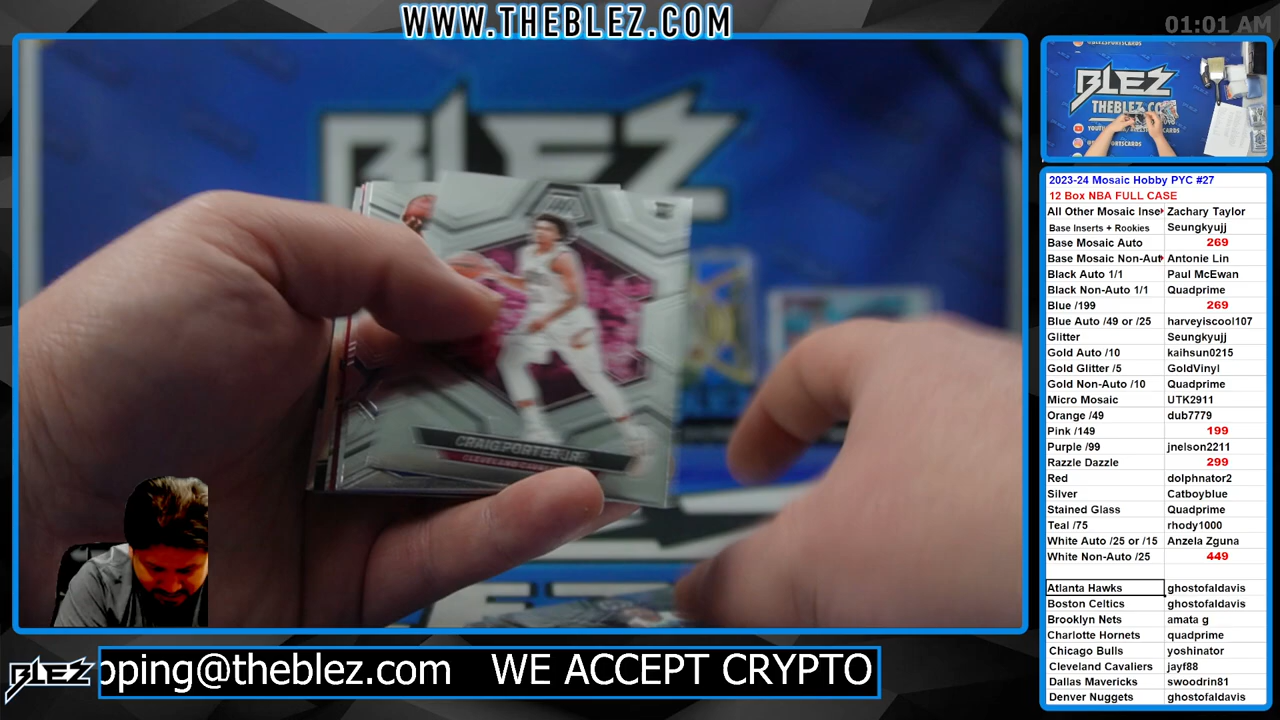 WWW.THEBLEZ.COM
01:01 AM
BLEZ
CRAIG PORTER JR.
BLEZ
THEBLEZ.CO
2023-24 Mosaic Hobby PYC #27
12 Box NBA FULL CASE
All Other Mosaic Inse Zachary Taylor
Base Inserts + Rookies Seungkyujj
Base Mosaic Auto 269
Base Mosaic Non-Aut Antonie Lin
Black Auto 1/1 Paul McEwan
Black Non-Auto 1/1 Quadprime
Blue /199 269
Blue Auto /49 or /25 harveyiscool107
Glitter Seungkyujj
Gold Auto /10 kaihsun0215
Gold Glitter /5 GoldVinyl
Gold Non-Auto /10 Quadprime
Micro Mosaic UTK2911
Orange /49 dub7779
Pink /149 199
Purple /99 jnelson2211
Razzle Dazzle 299
Red dolphnator2
Silver Catboyblue
Stained Glass Quadprime
Teal /75 rhody1000
White Auto /25 or /15 Anzela Zguna
White Non-Auto /25 449
Atlanta Hawks ghostofaldavis
Boston Celtics ghostofaldavis
Brooklyn Nets amata g
Charlotte Hornets quadprime
Chicago Bulls yoshinator
Cleveland Cavaliers jayf88
Dallas Mavericks swoodrin81
Denver Nuggets ghostofaldavis
BLEZ
pping@theblez.com WE ACCEPT CRYPTO